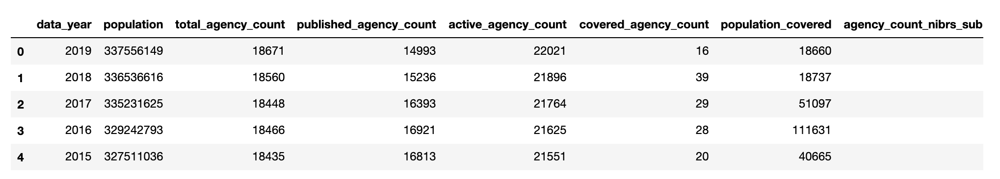 data_year population total_agency_count published_agency_count active_agency_count covered_agency_count population_covered agency_count_nibrs_sub
0 2019 337556149 18671 14993 22021 16 18660
1 2018 336536616 18560 15236 21896 39 18737
2 2017 335231625 18448 16393 21764 29 51097
3 2016 329242793 18466 16921 21625 28 111631
4 2015 327511036 18435 16813 21551 20 40665